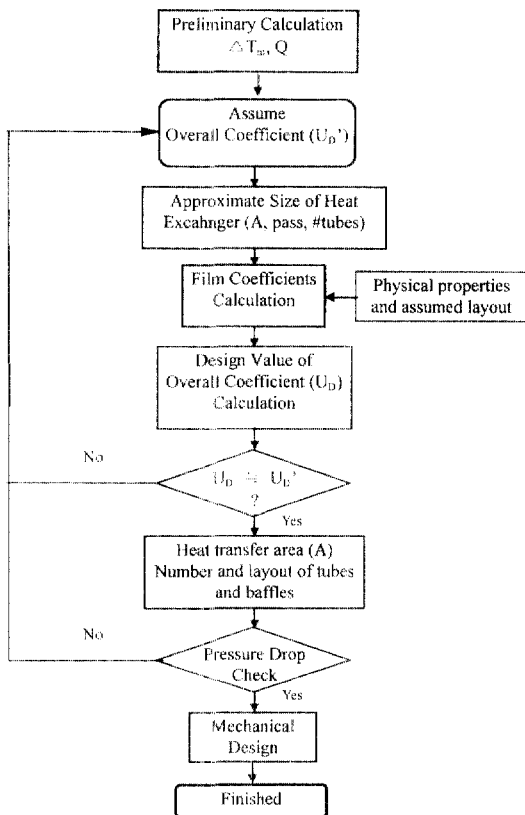 Preliminary Calculation
△T∞, Q
Assume
Overall Coefficient (U_D')
Approximate Size of Heat
Excahnger (A, pass, #tubes)
Film Coefficients
Calculation
Physical properties
and assumed layout
Design Value of
Overall Coefficient (U_D)
Calculation
No
U_D ≒ U_D'
?
Yes
Heat transfer area (A)
Number and layout of tubes
and baffles
No
Pressure Drop
Check
Yes
Mechanical
Design
Finished